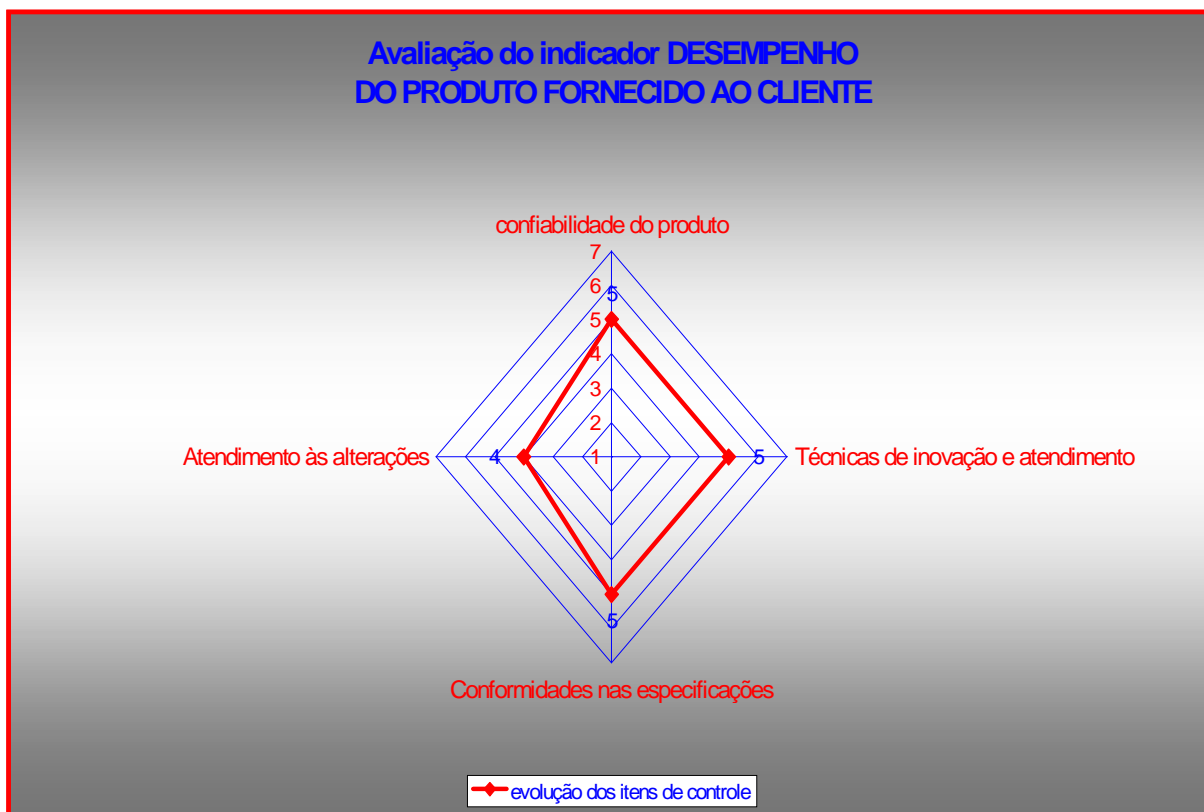 Avaliação do indicador DESEMPENHO
DO PRODUTO FORNECIDO AO CLIENTE
confiabilidade do produto
7
6
5
5
4
3
2
Atendimento às alterações
4
1
5
Técnicas de inovação e atendimento
5
Conformidades nas especificações
evolução dos itens de controle